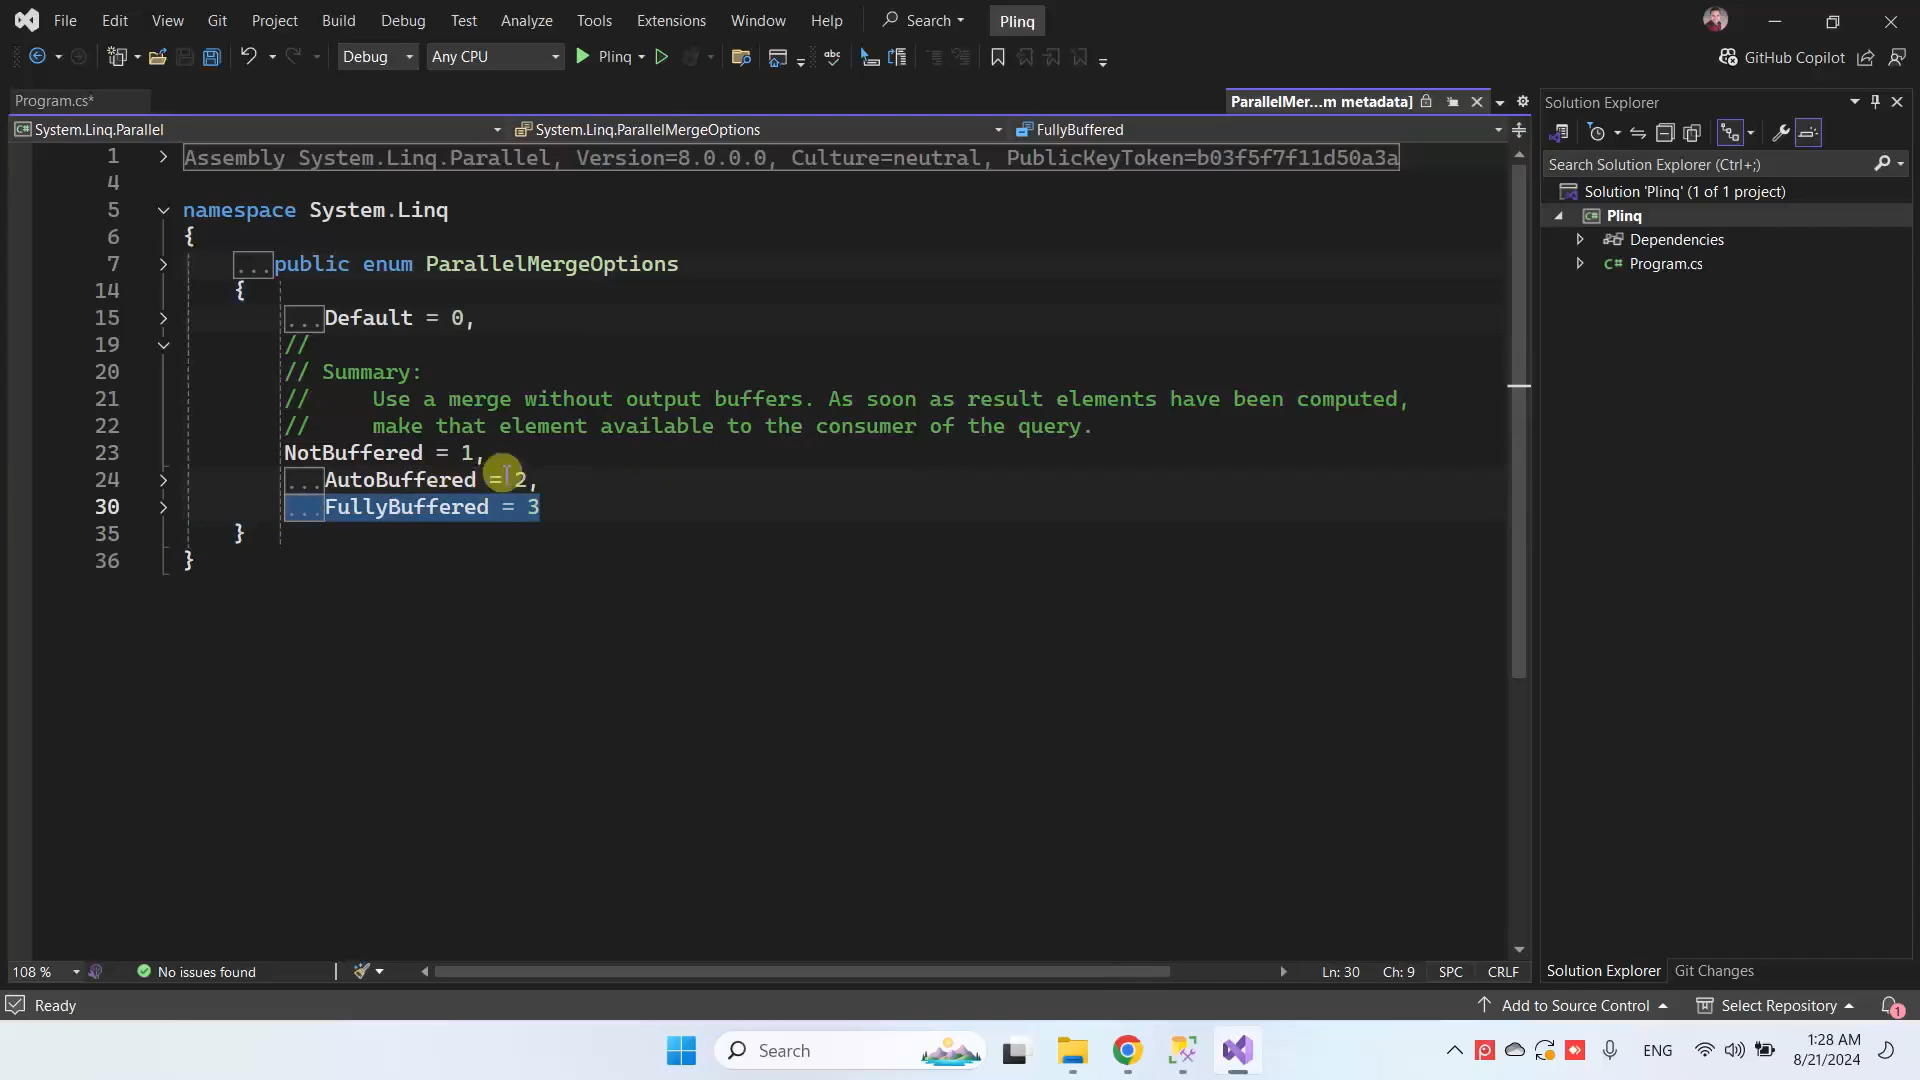 File Edit View Git Project Build Debug Test Analyze Tools Extensions Window Help Search Plinq
Debug Any CPU Plinq GitHub Copilot
Program.cs* ParallelMer...m metadata]
System.Linq.Parallel System.Linq.ParallelMergeOptions FullyBuffered
1 Assembly System.Linq.Parallel, Version=8.0.0.0, Culture=neutral, PublicKeyToken=b03f5f7f11d50a3a
4
5 namespace System.Linq
6 {
7 ...public enum ParallelMergeOptions
14 {
15 ...Default = 0,
19 //
20 // Summary:
21 // Use a merge without output buffers. As soon as result elements have been computed,
22 // make that element available to the consumer of the query.
23 NotBuffered = 1,
24 ...AutoBuffered = 2,
30 ...FullyBuffered = 3
35 }
36 }
Solution Explorer
Search Solution Explorer (Ctrl+;)
Solution 'Plinq' (1 of 1 project)
C# Plinq
Dependencies
C# Program.cs
108 % No issues found Ln: 30 Ch: 9 SPC CRLF
Solution Explorer Git Changes
Ready Add to Source Control Select Repository 1
Search ENG 1:28 AM
8/21/2024